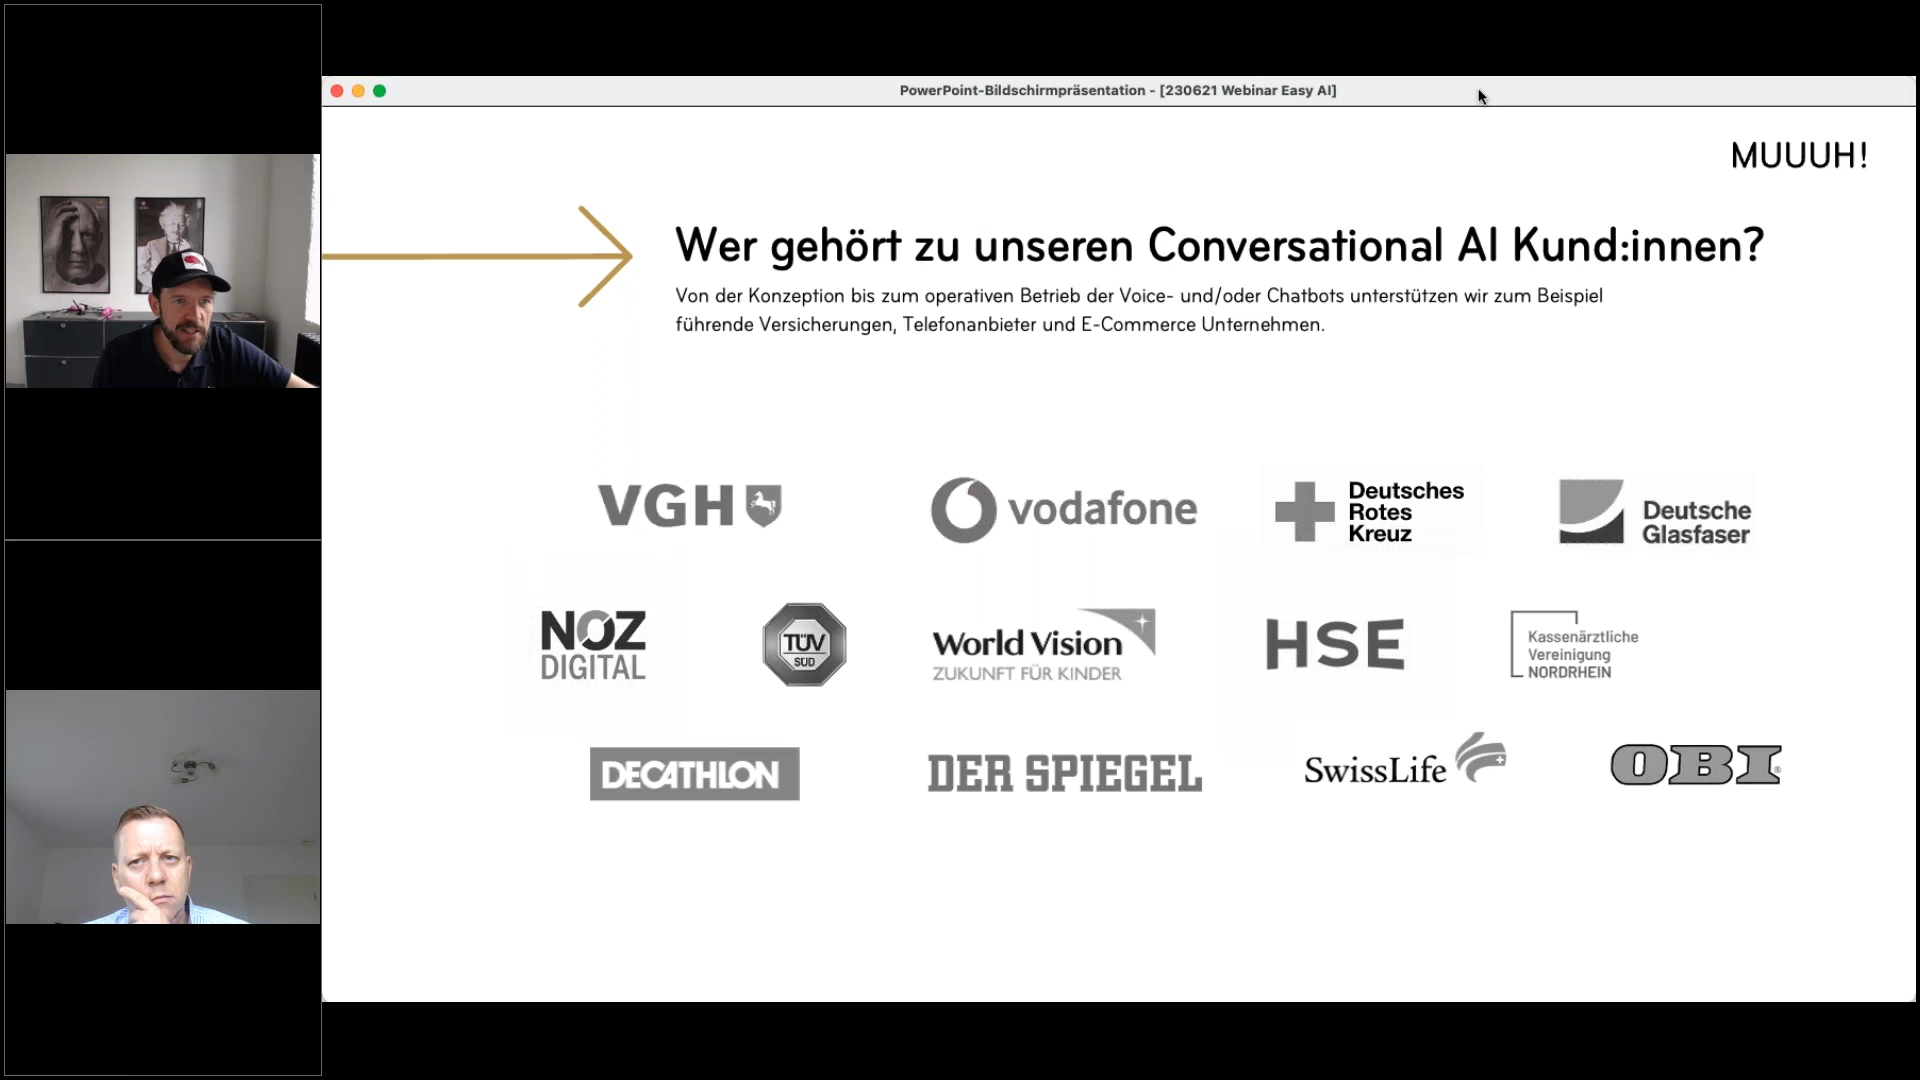 PowerPoint-Bildschirmpräsentation - [230621 Webinar Easy AI]
MUUUH!
Wer gehört zu unseren Conversational AI Kund:innen?
Von der Konzeption bis zum operativen Betrieb der Voice- und/oder Chatbots unterstützen wir zum Beispiel
führende Versicherungen, Telefonanbieter und E-Commerce Unternehmen.
VGH
vodafone
Deutsches
Rotes
Kreuz
Deutsche
Glasfaser
NOZ
DIGITAL
TÜV
SÜD
World Vision
ZUKUNFT FÜR KINDER
HSE
Kassenärztliche
Vereinigung
NORDRHEIN
DECATHLON
DER SPIEGEL
SwissLife
OBI®